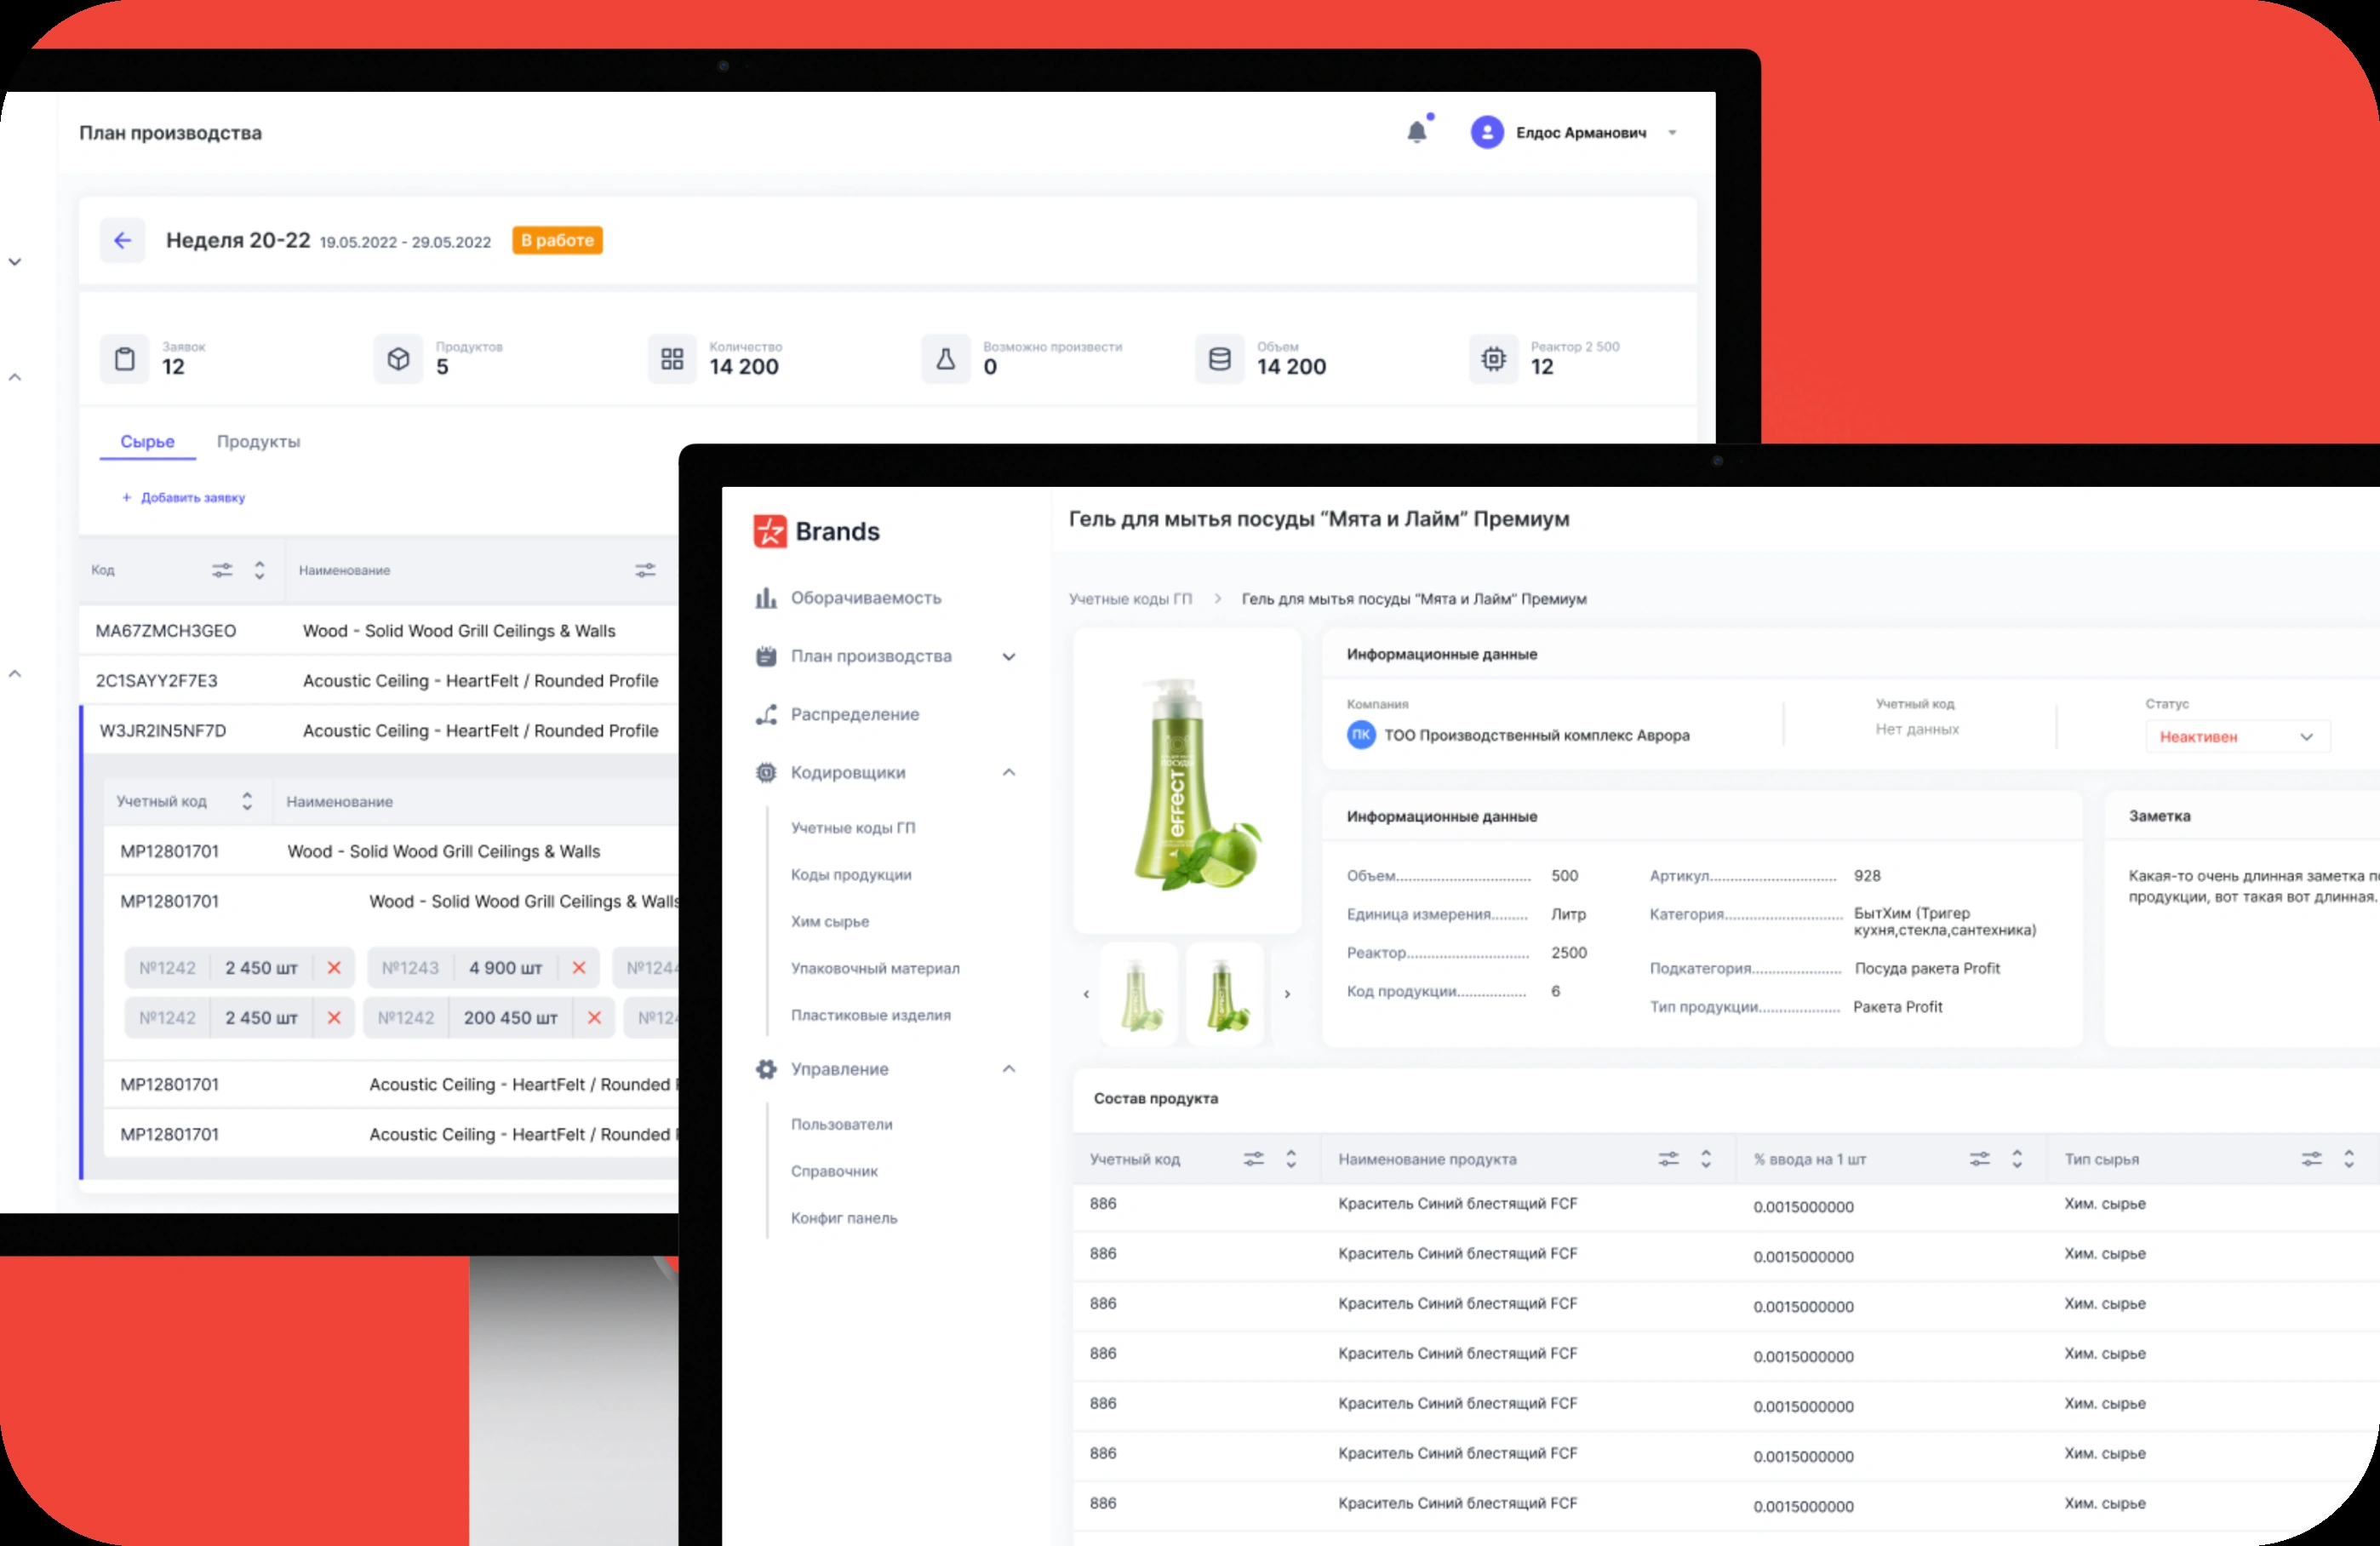 План производства
Елдос Арманович
Неделя 20-22 19.05.2022 - 29.05.2022 В работе
Заявок
12
Продуктов
5
Количество
14 200
Возможно произвести
0
Объем
14 200
Реактор 2 500
12
Сырье Продукты
+ Добавить заявку
Код Наименование
MA67ZMCH3GEO Wood - Solid Wood Grill Ceilings & Walls
2C1SAYY2F7E3 Acoustic Ceiling - HeartFelt / Rounded Profile
W3JR2IN5NF7D Acoustic Ceiling - HeartFelt / Rounded Profile
Учетный код Наименование
MP12801701 Wood - Solid Wood Grill Ceilings & Walls
MP12801701 Wood - Solid Wood Grill Ceilings & Walls
№1242 2 450 шт №1243 4 900 шт №1244
№1242 2 450 шт №1242 200 450 шт №12
MP12801701 Acoustic Ceiling - HeartFelt / Rounded
MP12801701 Acoustic Ceiling - HeartFelt / Rounded
Brands
Оборачиваемость
План производства
Распределение
Кодировщики
Учетные коды ГП
Коды продукции
Хим сырье
Упаковочный материал
Пластиковые изделия
Управление
Пользователи
Справочник
Конфиг панель
Гель для мытья посуды “Мята и Лайм” Премиум
Учетные коды ГП > Гель для мытья посуды “Мята и Лайм” Премиум
посуды
eFFECT
Информационные данные
Компания
ПК ТОО Производственный комплекс Аврора
Учетный код
Нет данных
Статус
Неактивен
Информационные данные
Объем 500
Единица измерения Литр
Реактор 2500
Код продукции 6
Артикул 928
Категория БытХим (Тригер
кухня,стекла,сантехника)
Подкатегория Посуда ракета Profit
Тип продукции Ракета Profit
Заметка
Какая-то очень длинная заметка
продукции, вот такая вот длинная.
Состав продукта
Учетный код Наименование продукта % ввода на 1 шт Тип сырья
886 Краситель Синий блестящий FCF 0.0015000000 Хим. сырье
886 Краситель Синий блестящий FCF 0.0015000000 Хим. сырье
886 Краситель Синий блестящий FCF 0.0015000000 Хим. сырье
886 Краситель Синий блестящий FCF 0.0015000000 Хим. сырье
886 Краситель Синий блестящий FCF 0.0015000000 Хим. сырье
886 Краситель Синий блестящий FCF 0.0015000000 Хим. сырье
886 Краситель Синий блестящий FCF 0.0015000000 Хим. сырье